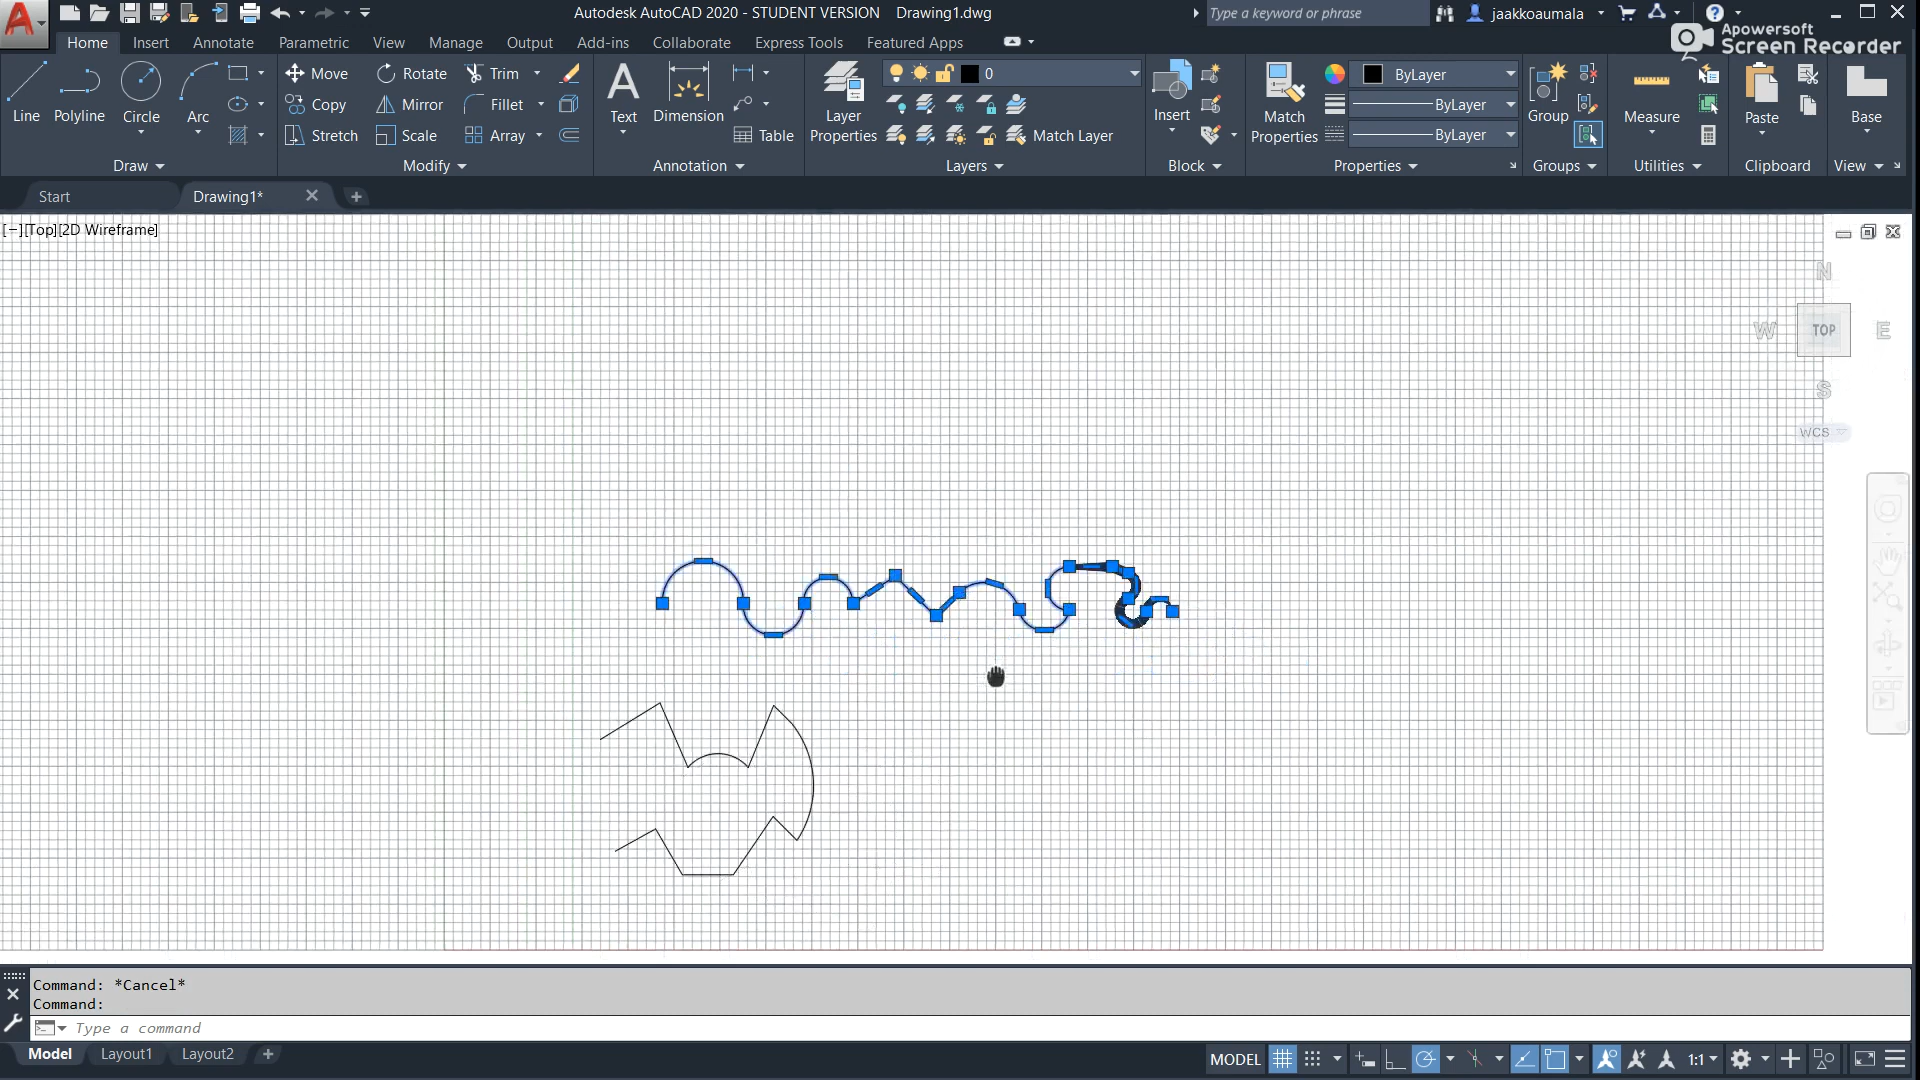 Autodesk AutoCAD 2020 - STUDENT VERSION Drawing1.dwg
Type a keyword or phrase
jaakkoaumala
Home Insert Annotate Parametric View Manage Output Add-ins Collaborate Express Tools Featured Apps
Apowersoft
Screen Recorder
Line Polyline Circle Arc
Move Rotate Trim
Copy Mirror Fillet
Stretch Scale Array
Text Dimension Table
Layer Properties
0
Match Layer
Insert
Match Properties
ByLayer
ByLayer
ByLayer
Group
Measure
Paste
Base
Draw Modify Annotation Layers Block Properties Groups Utilities Clipboard View
Start Drawing1*
[−][Top][2D Wireframe]
N
W TOP E
S
WCS
Command: *Cancel*
Command:
Type a command
Model Layout1 Layout2
MODEL 1:1